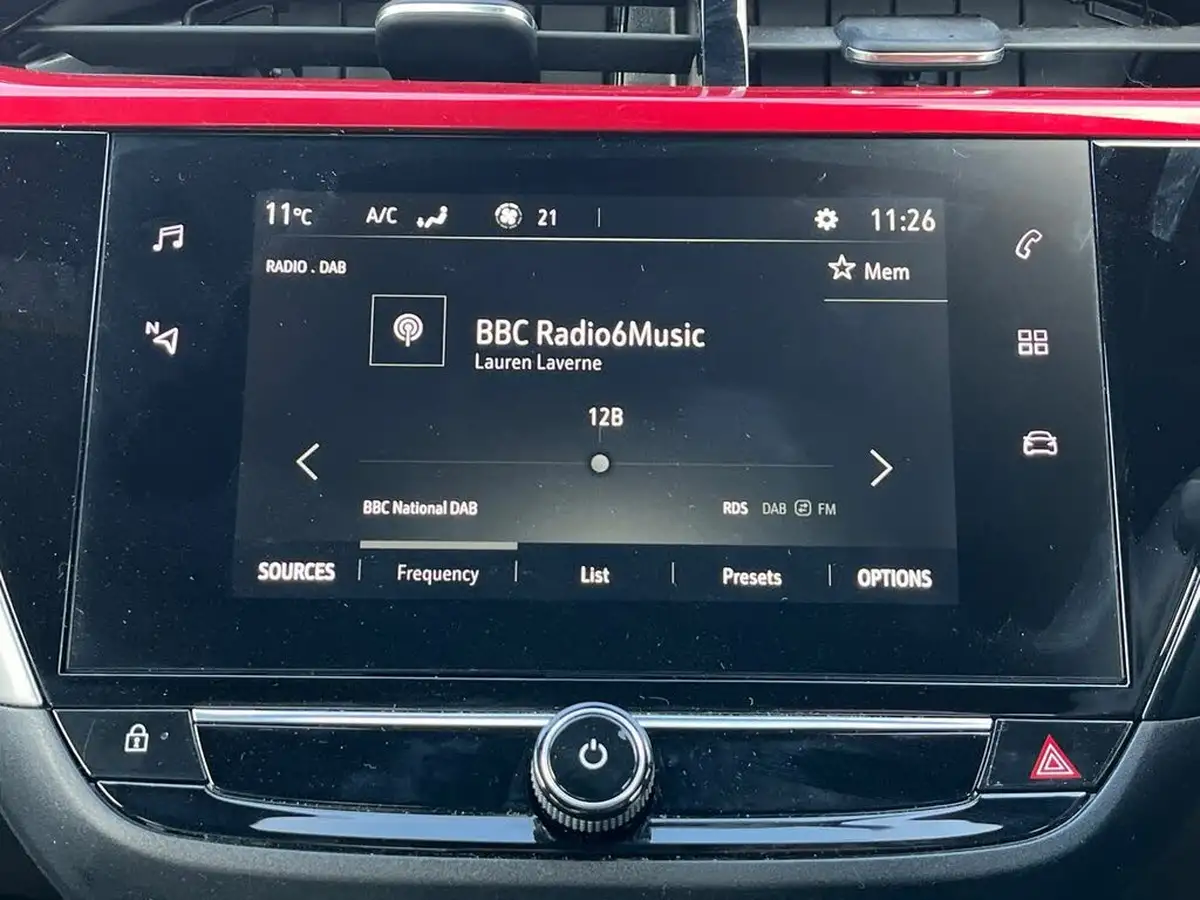 11°C A/C 21 11:26
RADIO . DAB
Mem
N
BBC Radio6Music
Lauren Laverne
12B
BBC National DAB RDS DAB FM
SOURCES Frequency List Presets OPTIONS